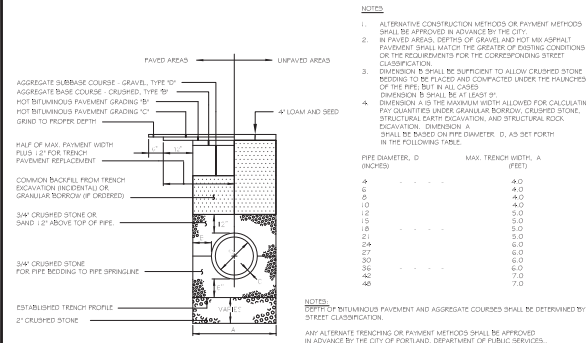 PAVED AREAS
UNPAVED AREAS
AGGREGATE SUBBASE COURSE - GRAVEL, TYPE "D"
AGGREGATE BASE COURSE - CRUSHED, TYPE 'B'
HOT BITUMINOUS PAVEMENT GRADING "B"
HOT BITUMINOUS PAVEMENT GRADING "C"
GRIND TO PROPER DEPTH
4" LOAM AND SEED
HALF OF MAX. PAYMENT WIDTH
PLUS 12" FOR TRENCH
PAVEMENT REPLACEMENT
COMMON BACKFILL FROM TRENCH
EXCAVATION (INCIDENTAL) OR
GRANULAR BORROW (IF ORDERED)
3/4" CRUSHED STONE OR
SAND 12" ABOVE TOP OF PIPE.
12"
3/4" CRUSHED STONE
FOR PIPE BEDDING TO PIPE SPRINGLINE
ESTABLISHED TRENCH PROFILE
VARIES
2" CRUSHED STONE
A
NOTES
1. ALTERNATIVE CONSTRUCTION METHODS OR PAYMENT METHODS
SHALL BE APPROVED IN ADVANCE BY THE CITY.
2. IN PAVED AREAS, DEPTHS OF GRAVEL AND HOT MIX ASPHALT
PAVEMENT SHALL MATCH THE GREATER OF EXISTING CONDITIONS
OR THE REQUIREMENTS FOR THE CORRESPONDING STREET
CLASSIFICATION.
3. DIMENSION B SHALL BE SUFFICIENT TO ALLOW CRUSHED STONE
BEDDING TO BE PLACED AND COMPACTED UNDER THE HAUNCHES
OF THE PIPE; BUT IN ALL CASES
DIMENSION B SHALL BE AT LEAST 9".
4. DIMENSION A IS THE MAXIMUM WIDTH ALLOWED FOR CALCULATIN
PAY QUANTITIES UNDER GRANULAR BORROW, CRUSHED STONE,
STRUCTURAL EARTH EXCAVATION, AND STRUCTURAL ROCK
EXCAVATION. DIMENSION A
SHALL BE BASED ON PIPE DIAMETER D, AS SET FORTH
IN THE FOLLOWING TABLE.
PIPE DIAMETER, D MAX. TRENCH WIDTH, A
(INCHES) (FEET)
4 . . . . 4.0
6 4.0
8 4.0
10 4.0
12 5.0
15 5.0
18 . . . . 5.0
21 5.0
24 6.0
27 6.0
30 6.0
36 . . . . 6.0
42 7.0
48 7.0
NOTES:
DEPTH OF BITUMINOUS PAVEMENT AND AGGREGATE COURSES SHALL BE DETERMINED BY
STREET CLASSIFICATION.
ANY ALTERNATE TRENCHING OR PAYMENT METHODS SHALL BE APPROVED
IN ADVANCE BY THE CITY OF PORTLAND, DEPARTMENT OF PUBLIC SERVICES..